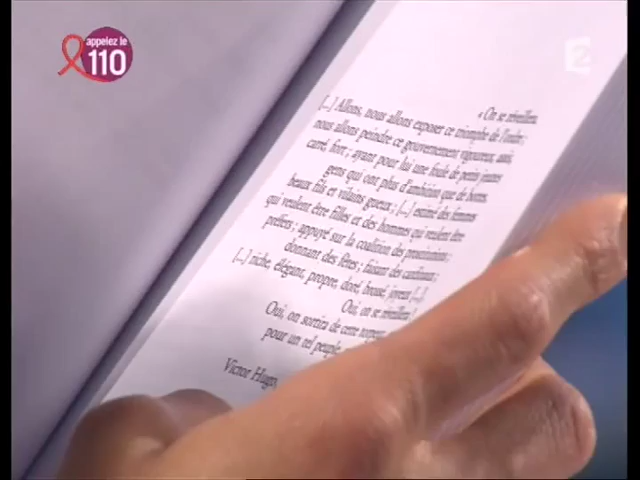 appelez le
110
2
« On se réveillera
[...] Allons, nous allons exposer ce triomphe de l'ordre ;
nous allons peindre ce gouvernement vigoureux, assis,
carré, fort ; ayant pour lui une foule de petits jeunes
gens qui ont plus d'ambition que de bottes,
beaux fils et vilains gueux ; [...] estimé des femmes
qui veulent être filles et des hommes qui veulent être
préfets ; appuyé sur la coalition des prostitutions ;
donnant des fêtes ; faisant des cardinaux ;
[...] riche, élégant, propre, doré, brossé, joyeux [...]
Oui, on se réveillera !
Oui, on sortira de cette torpeur
pour un tel peuple
Victor Hugo,